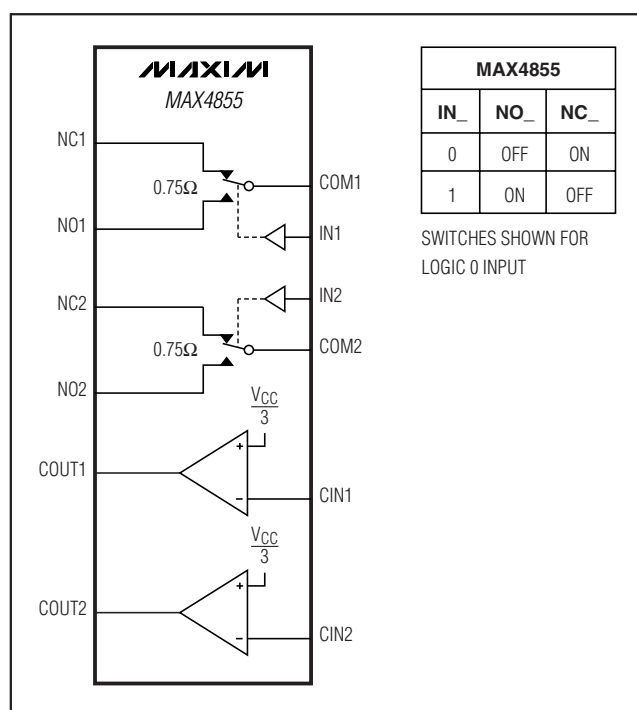 MAXIM
MAX4855
NC1
0.75Ω
COM1
NO1
IN1
NC2
IN2
0.75Ω
COM2
NO2
VCC
3
+
COUT1
−
CIN1
VCC
3
+
COUT2
−
CIN2
MAX4855
IN_ NO_ NC_
0 OFF ON
1 ON OFF
SWITCHES SHOWN FOR
LOGIC 0 INPUT